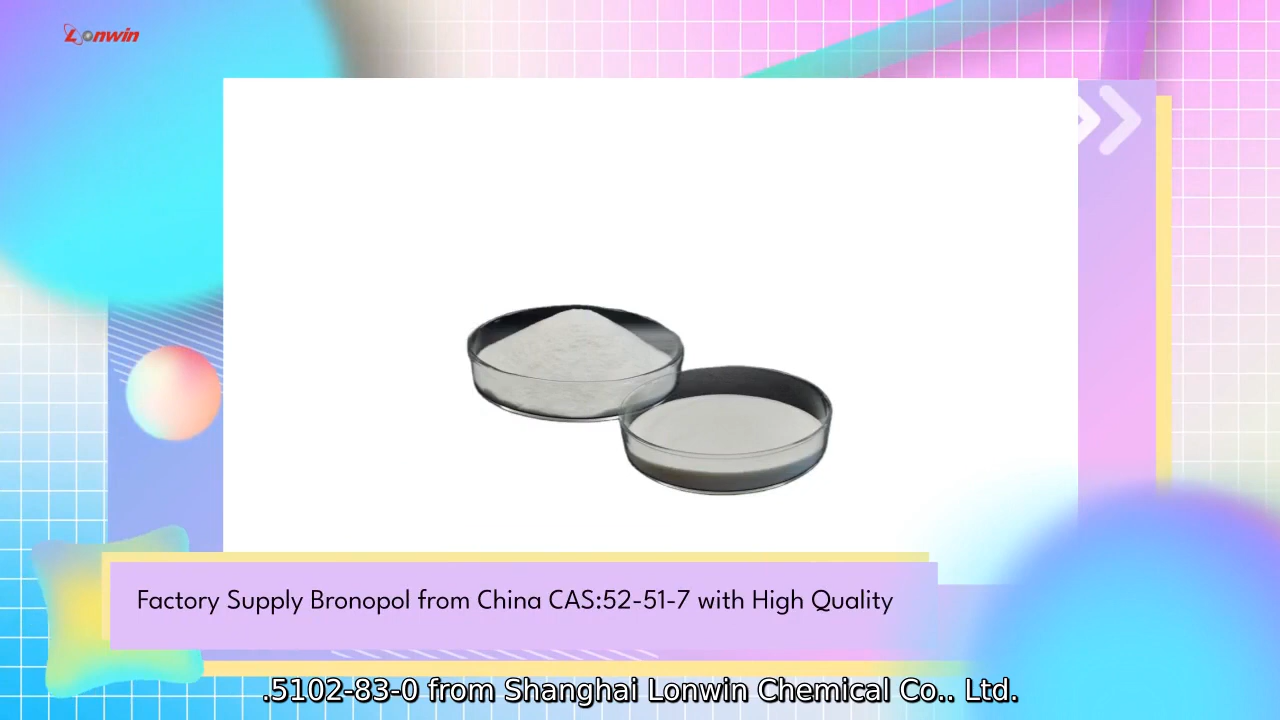 Lonwin
Factory Supply Bronopol from China CAS:52-51-7 with High Quality
.5102-83-0 from Shanghai Lonwin Chemical Co.. Ltd.